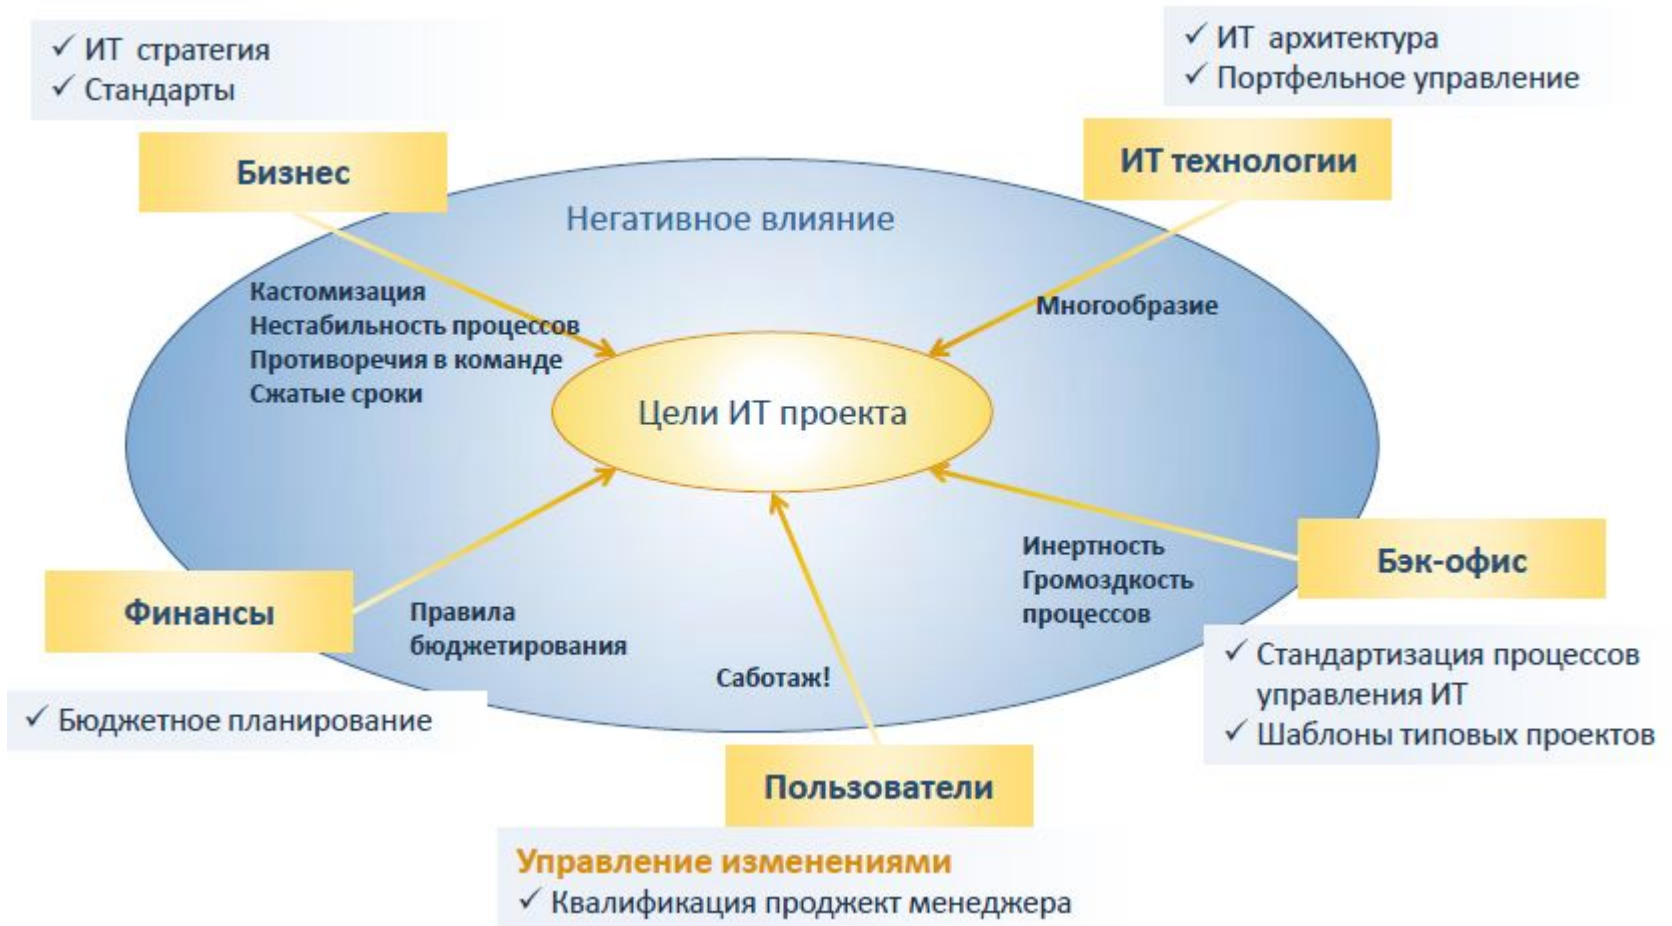 ИТ стратегия
Стандарты
ИТ архитектура
Портфельное управление
Бизнес
ИТ технологии
Негативное влияние
Кастомизация
Нестабильность процессов
Противоречия в команде
Сжатые сроки
Многообразие
Цели ИТ проекта
Финансы
Правила
бюджетирования
Бюджетное планирование
Саботаж!
Инертность
Громоздкость
процессов
Бэк-офис
Стандартизация процессов
управления ИТ
Шаблоны типовых проектов
Пользователи
Управление изменениями
Квалификация проджект менеджера